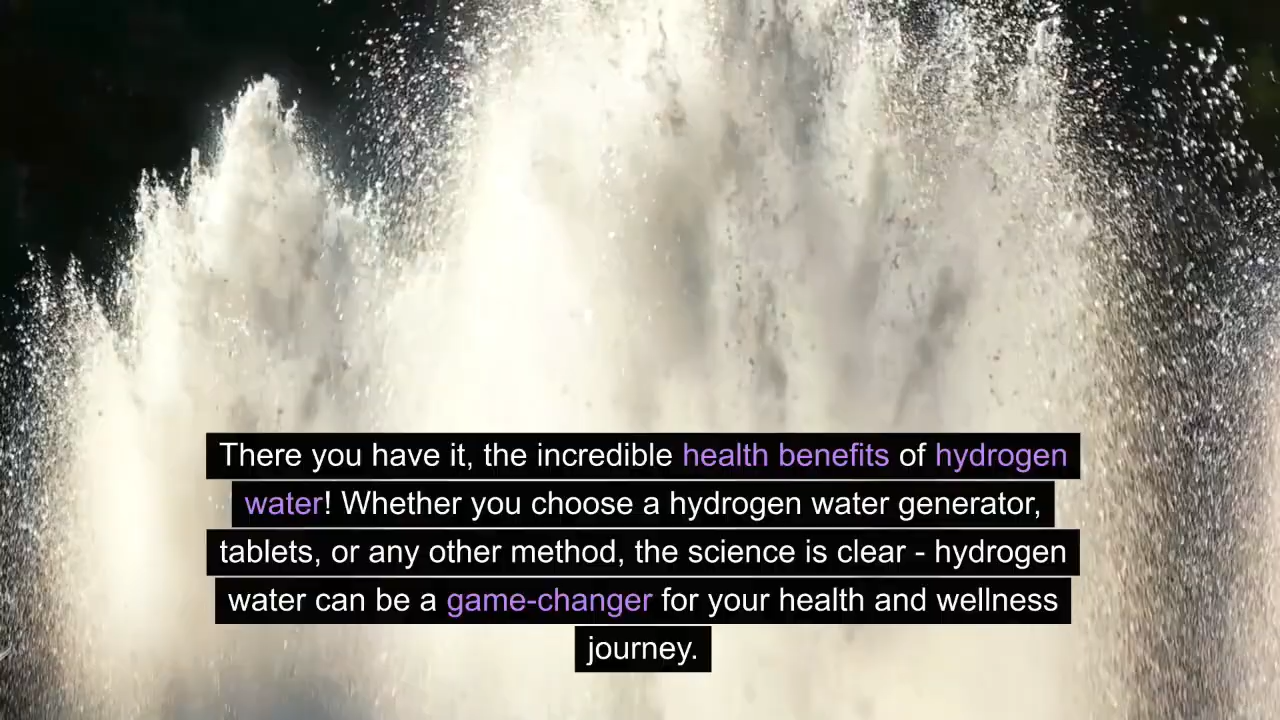 There you have it, the incredible health benefits of hydrogen
water! Whether you choose a hydrogen water generator,
tablets, or any other method, the science is clear - hydrogen
water can be a game-changer for your health and wellness
journey.